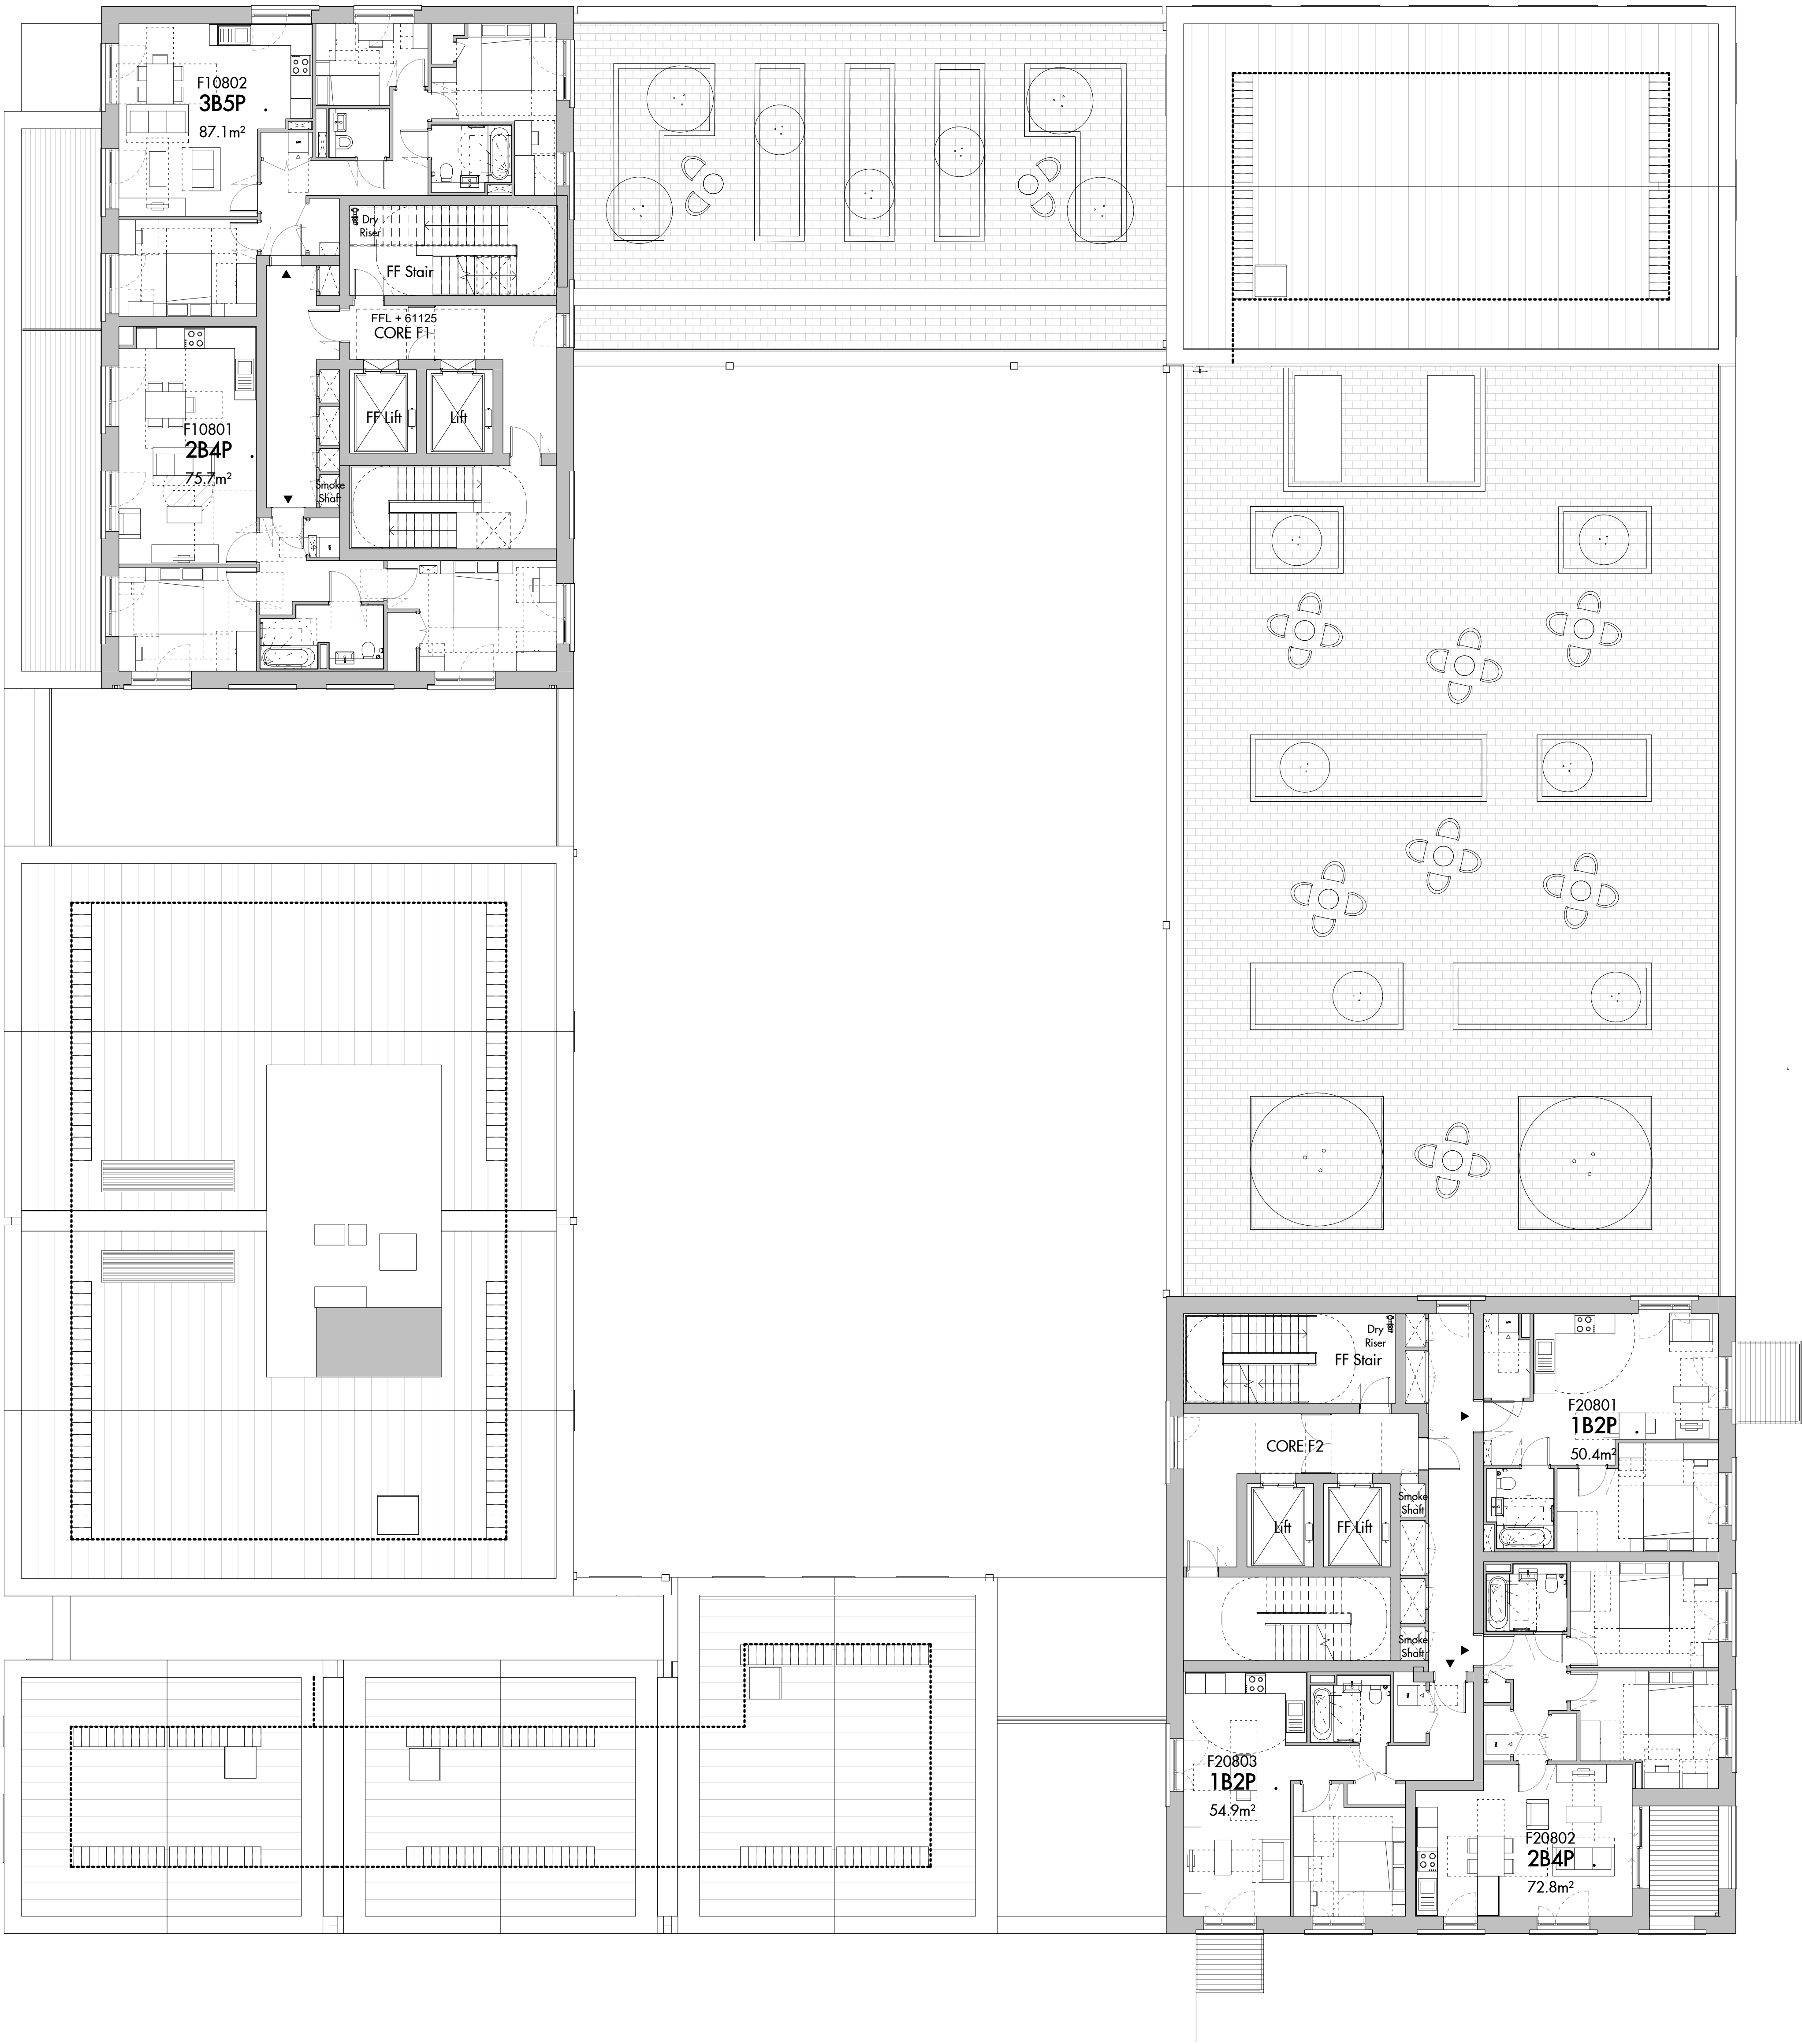 F10802
3B5P
87.1m²
Dry
Riser
FF Stair
FFL + 61125
CORE F1
FF Lift
Lift
F10801
2B4P
75.7m²
Smoke
Shaft
Dry
Riser
FF Stair
F20801
1B2P
50.4m²
CORE F2
Smoke
Shaft
Lift
FF Lift
Smoke
Shaft
F20803
1B2P
54.9m²
F20802
2B4P
72.8m²